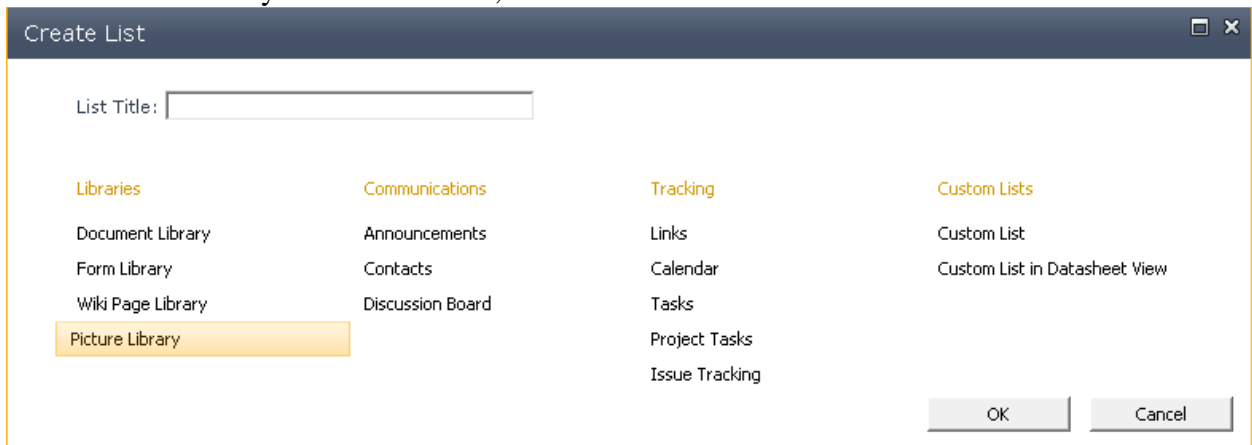 Create List
List Title:
Libraries Communications Tracking Custom Lists
Document Library Announcements Links Custom List
Form Library Contacts Calendar Custom List in Datasheet View
Wiki Page Library Discussion Board Tasks
Picture Library Project Tasks
Issue Tracking
OK Cancel